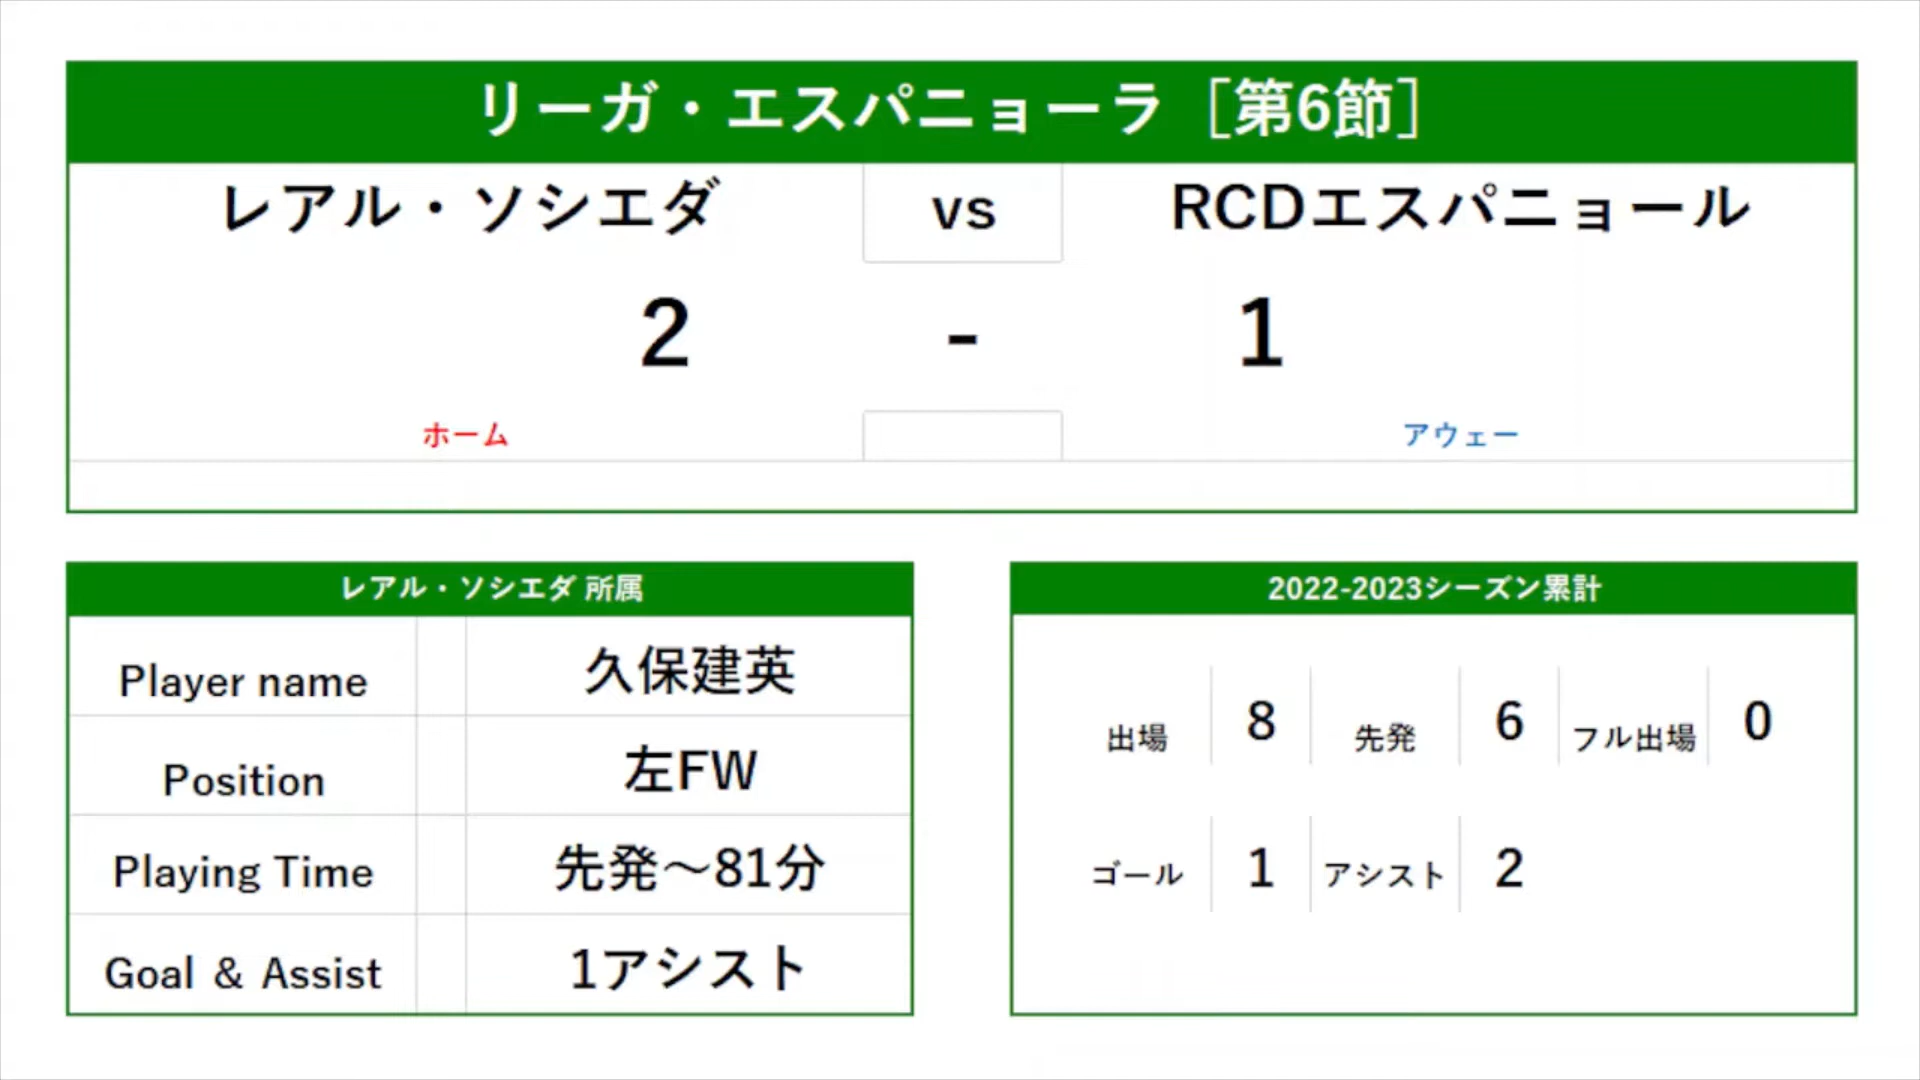 リーガ・エスパニョーラ［第6節］
レアル・ソシエダ vs RCDエスパニョール
2 - 1
ホーム アウェー
レアル・ソシエダ 所属
Player name 久保建英
Position 左FW
Playing Time 先発～81分
Goal & Assist 1アシスト
2022-2023シーズン累計
出場 8 先発 6 フル出場 0
ゴール 1 アシスト 2